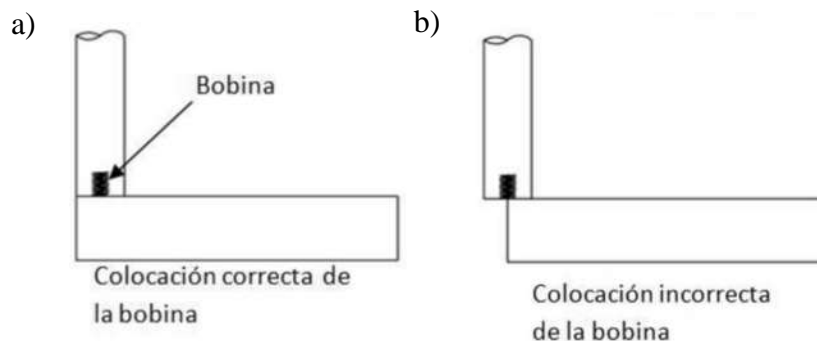 a)
Bobina
Colocación correcta de
la bobina
b)
Colocación incorrecta
de la bobina